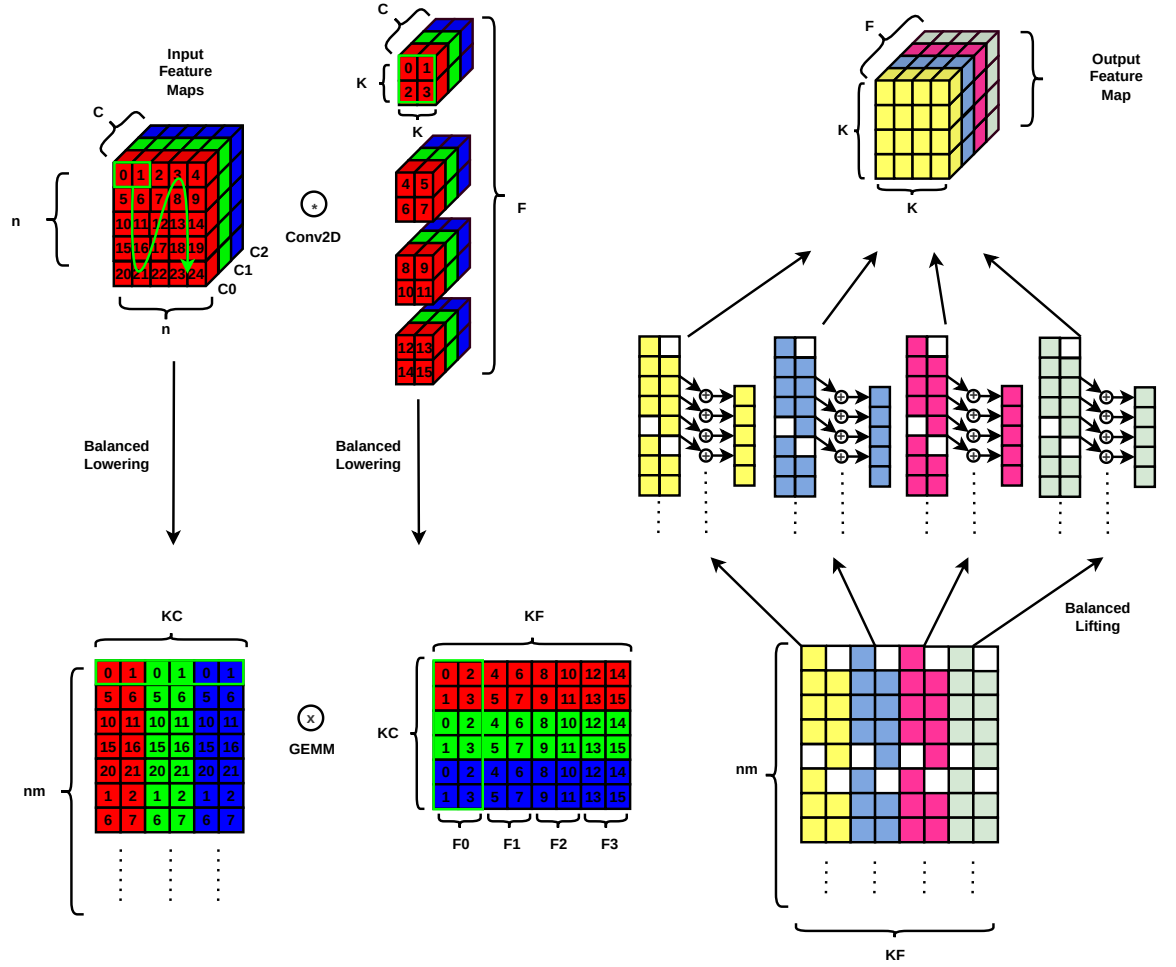 Input
Feature
Maps
C
0 1 2 3 4
5 6 7 8 9
10 11 12 13 14
15 16 17 18 19
20 21 22 23 24
n
n
C0
C1
C2
*
Conv2D
C
K
K
0 1
2 3
4 5
6 7
8 9
10 11
12 13
14 15
F
F
K
K
Output
Feature
Map
Balanced
Lowering
Balanced
Lowering
+ + + +
+ + + +
+ + + +
+ + + +
Balanced
Lifting
KC
nm
0 1 0 1 0 1
5 6 5 6 5 6
10 11 10 11 10 11
15 16 15 16 15 16
20 21 20 21 20 21
1 2 1 2 1 2
6 7 6 7 6 7
x
GEMM
KF
KC
0 2 4 6 8 10 12 14
1 3 5 7 9 11 13 15
0 2 4 6 8 10 12 14
1 3 5 7 9 11 13 15
0 2 4 6 8 10 12 14
1 3 5 7 9 11 13 15
F0 F1 F2 F3
nm
KF